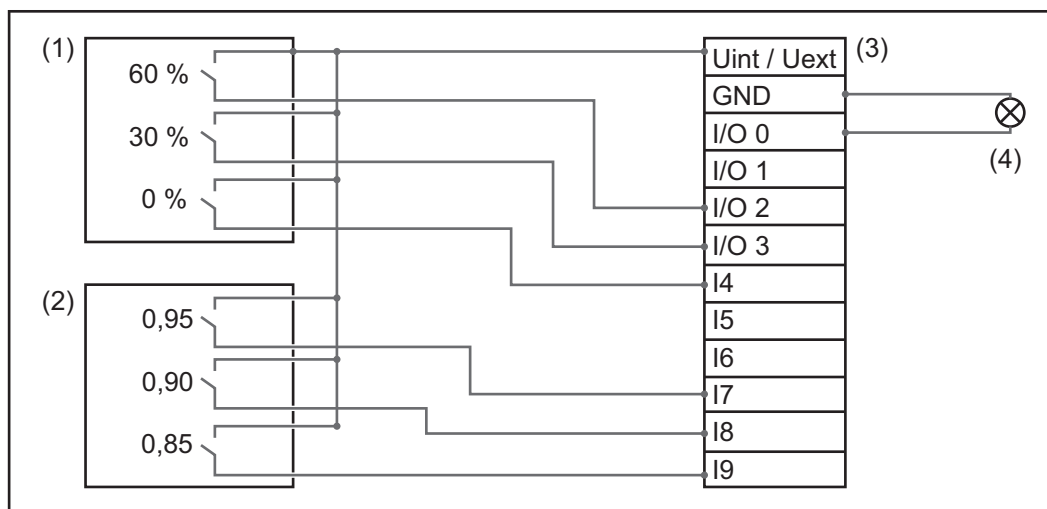 (1)
60 %
30 %
0 %
(2)
0,95
0,90
0,85
(3)
Uint / Uext
GND
I/O 0
I/O 1
I/O 2
I/O 3
I4
I5
I6
I7
I8
I9
(4)